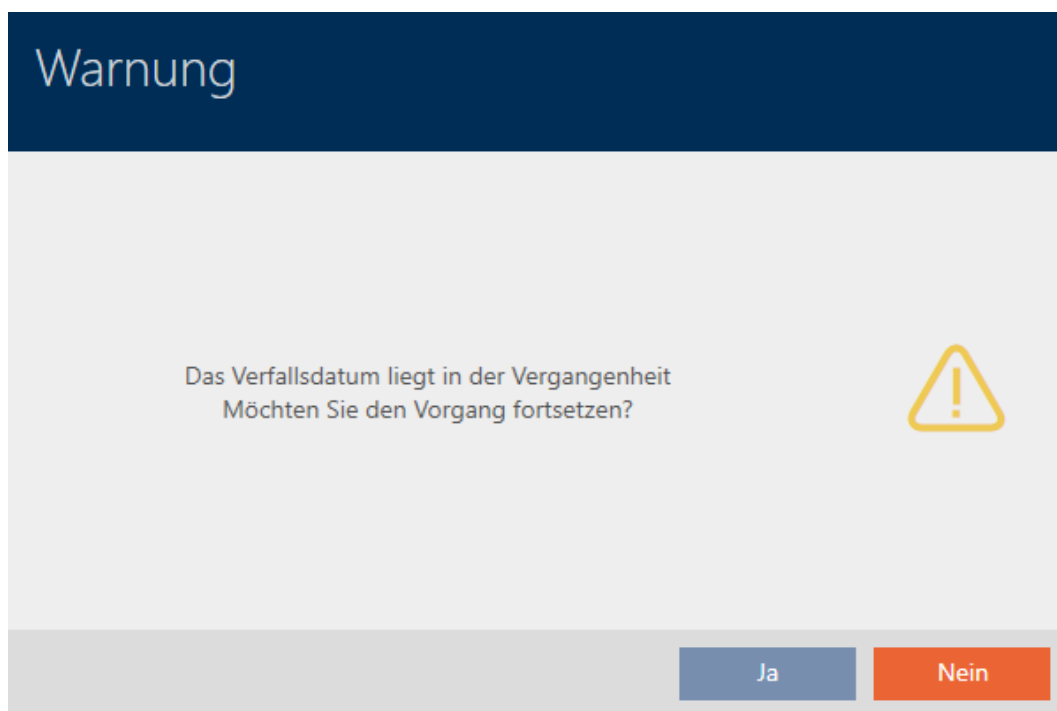 Warnung
Das Verfallsdatum liegt in der Vergangenheit
Möchten Sie den Vorgang fortsetzen?
Ja
Nein